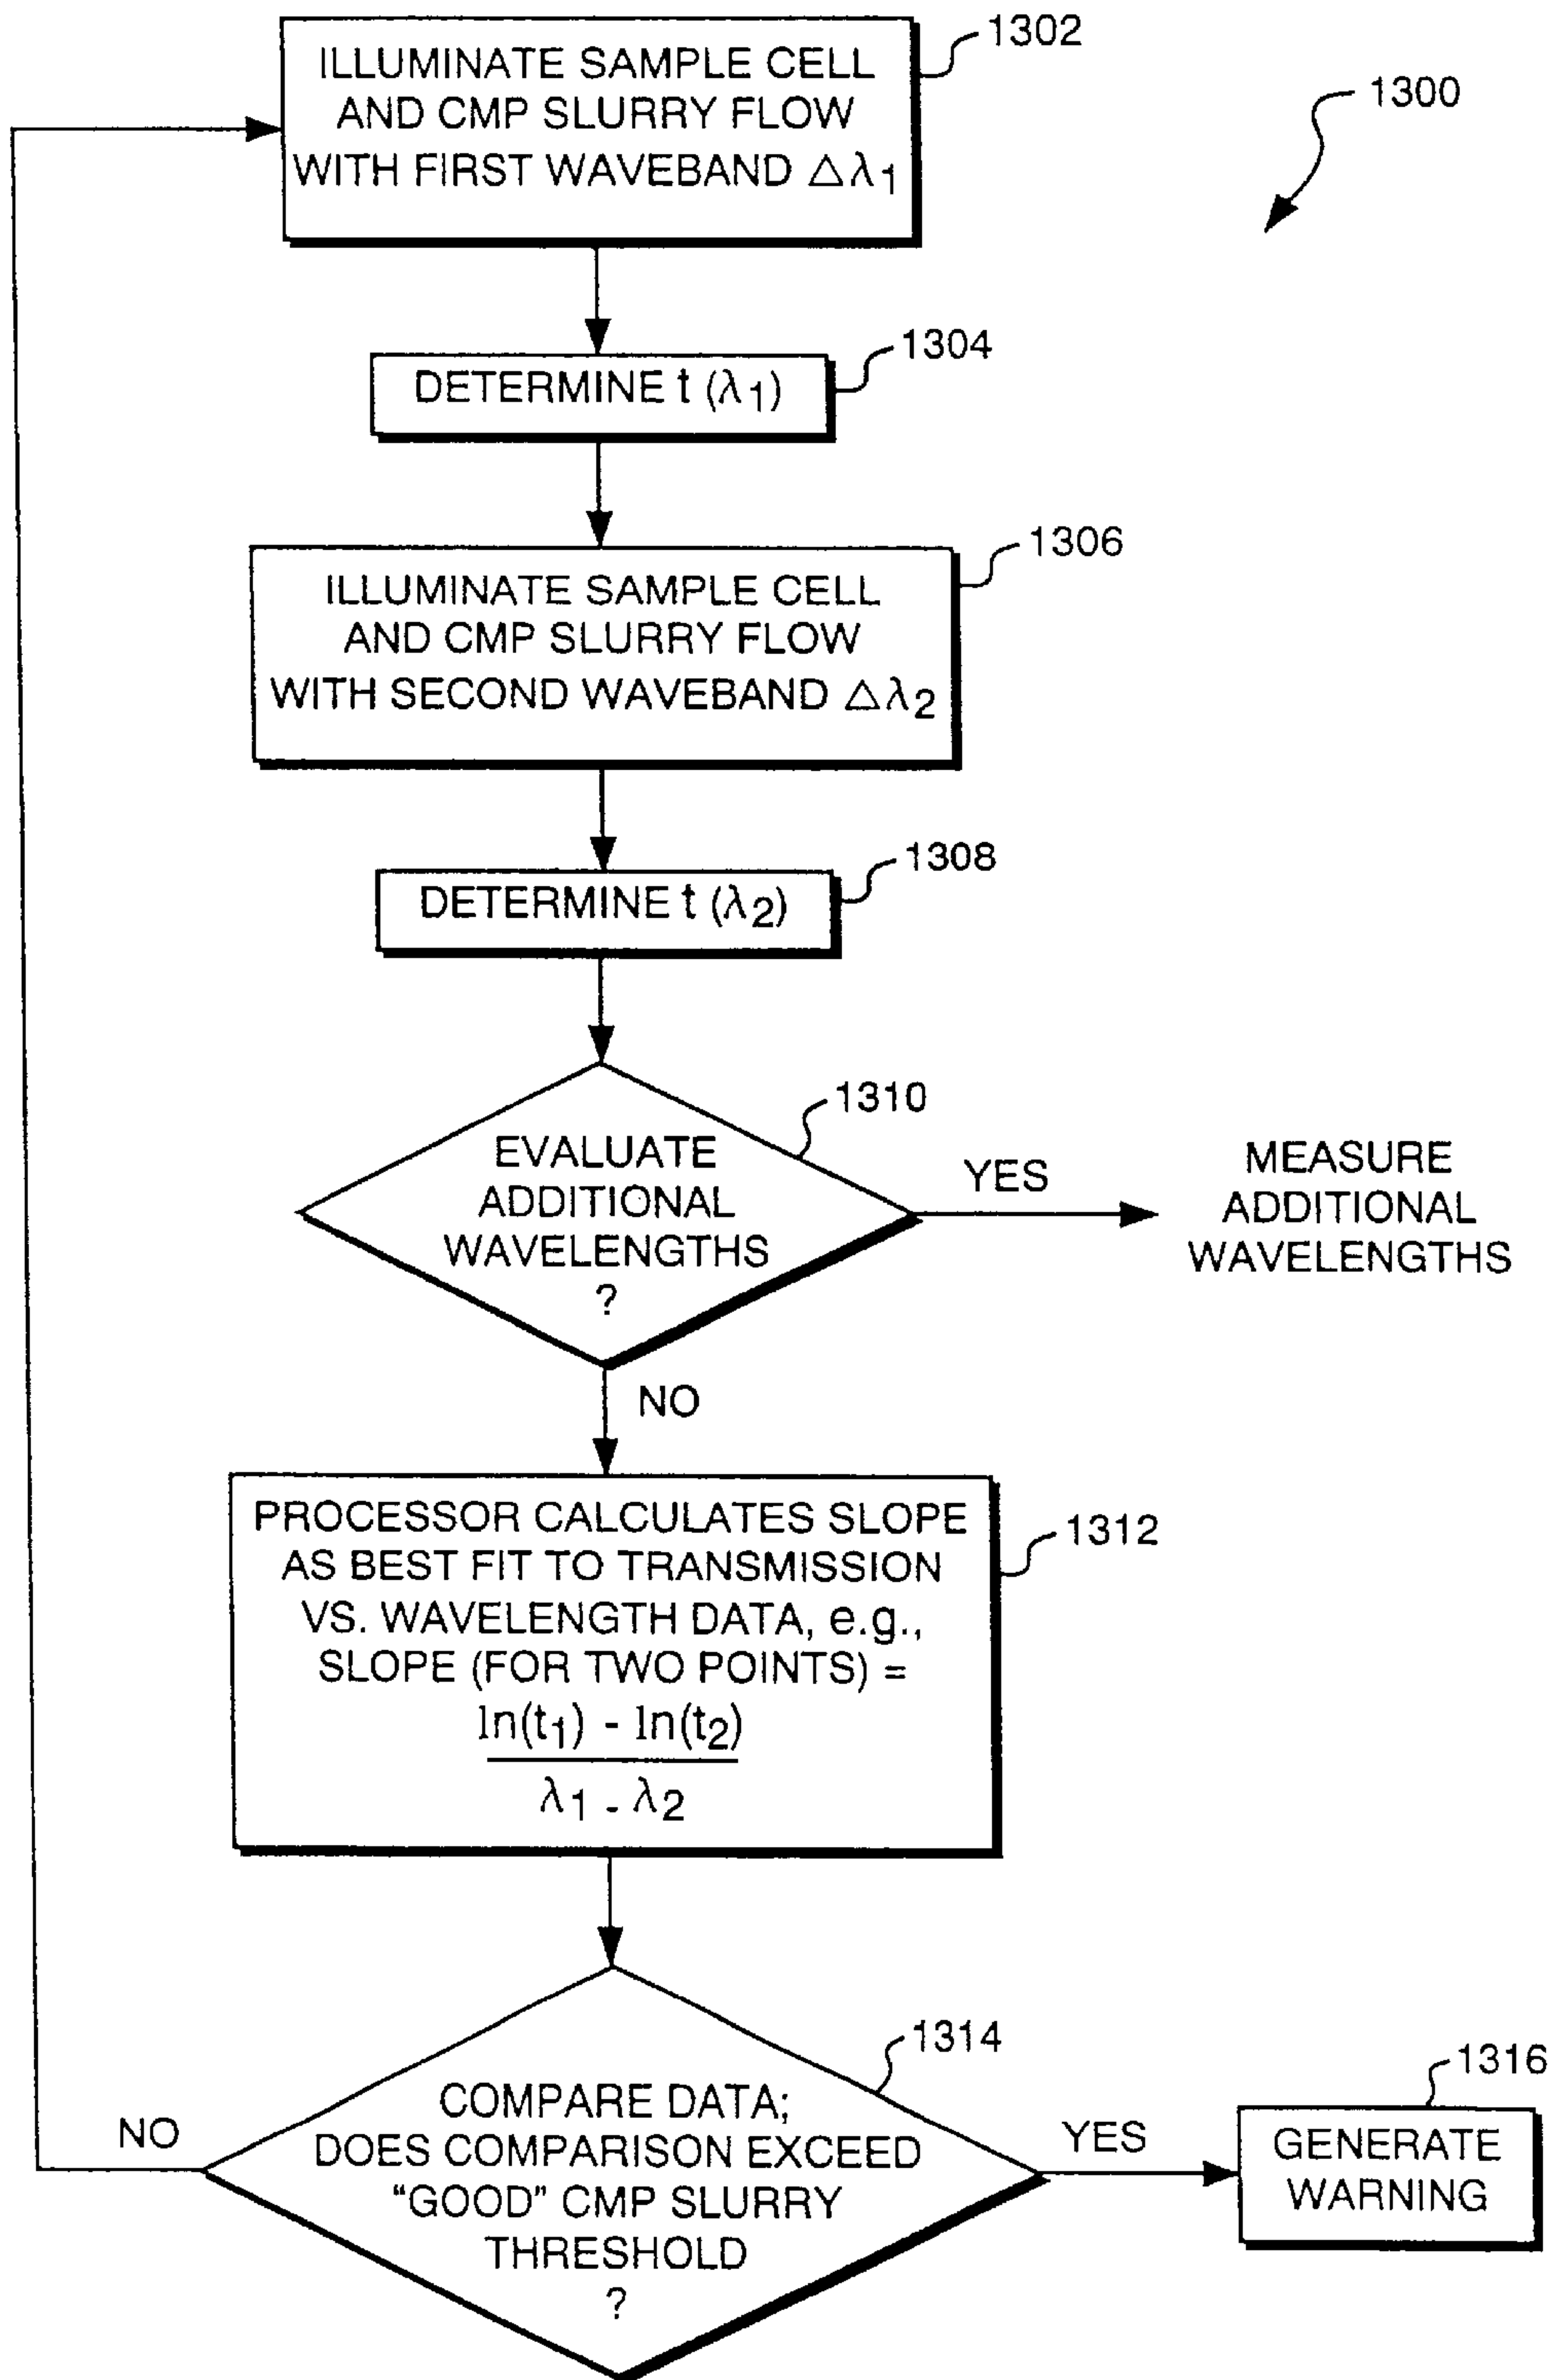 1302
ILLUMINATE SAMPLE CELL
AND CMP SLURRY FLOW
WITH FIRST WAVEBAND △λ1
1300
1304
DETERMINE t (λ1)
1306
ILLUMINATE SAMPLE CELL
AND CMP SLURRY FLOW
WITH SECOND WAVEBAND △λ2
1308
DETERMINE t (λ2)
1310
EVALUATE
ADDITIONAL
WAVELENGTHS
?
YES
MEASURE
ADDITIONAL
WAVELENGTHS
NO
1312
PROCESSOR CALCULATES SLOPE
AS BEST FIT TO TRANSMISSION
VS. WAVELENGTH DATA, e.g.,
SLOPE (FOR TWO POINTS) =
ln(t1) - ln(t2)
λ1 - λ2
1314
COMPARE DATA;
DOES COMPARISON EXCEED
“GOOD” CMP SLURRY
THRESHOLD
?
NO
YES
1316
GENERATE
WARNING